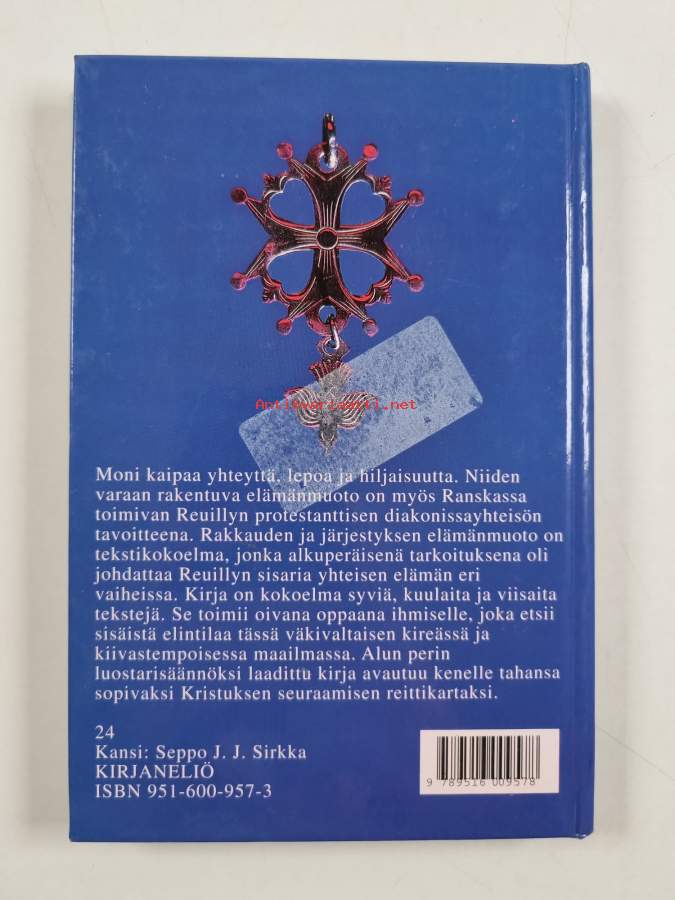 Antikvariaatti.net
Moni kaipaa yhteyttä, lepoa ja hiljaisuutta. Niiden
varaan rakentuva elämänmuoto on myös Ranskassa
toimivan Reuillyn protestanttisen diakonissayhteisön
tavoitteena. Rakkauden ja järjestyksen elämänmuoto on
tekstikokoelma, jonka alkuperäisenä tarkoituksena oli
johdattaa Reuillyn sisaria yhteisen elämän eri
vaiheissa. Kirja on kokoelma syviä, kuulaita ja viisaita
tekstejä. Se toimii oivana oppaana ihmiselle, joka etsii
sisäistä elintilaa tässä väkivaltaisen kireässä ja
kiivastempoisessa maailmassa. Alun perin
luostarisäännöksi laadittu kirja avautuu kenelle tahansa
sopivaksi Kristuksen seuraamisen reittikartaksi.
24
Kansi: Seppo J. J. Sirkka
KIRJANELIÖ
ISBN 951-600-957-3
9 789516 009578